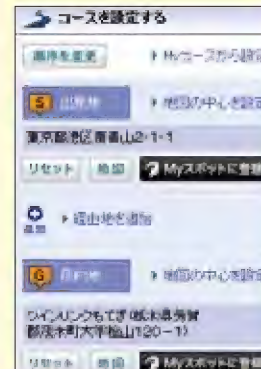 コースを設定する
順序を変更 Myコースから設定
S 出発地 地図の中心を設定
東京都港区南青山2-1-1
リセット 地図 Myスポットに登録
追加 経由地を追加
G 目的地 地図の中心を設定
ツインリンクもてぎ(栃木県芳賀
郡茂木町大字桧山120-1)
リセット 地図 Myスポットに登録